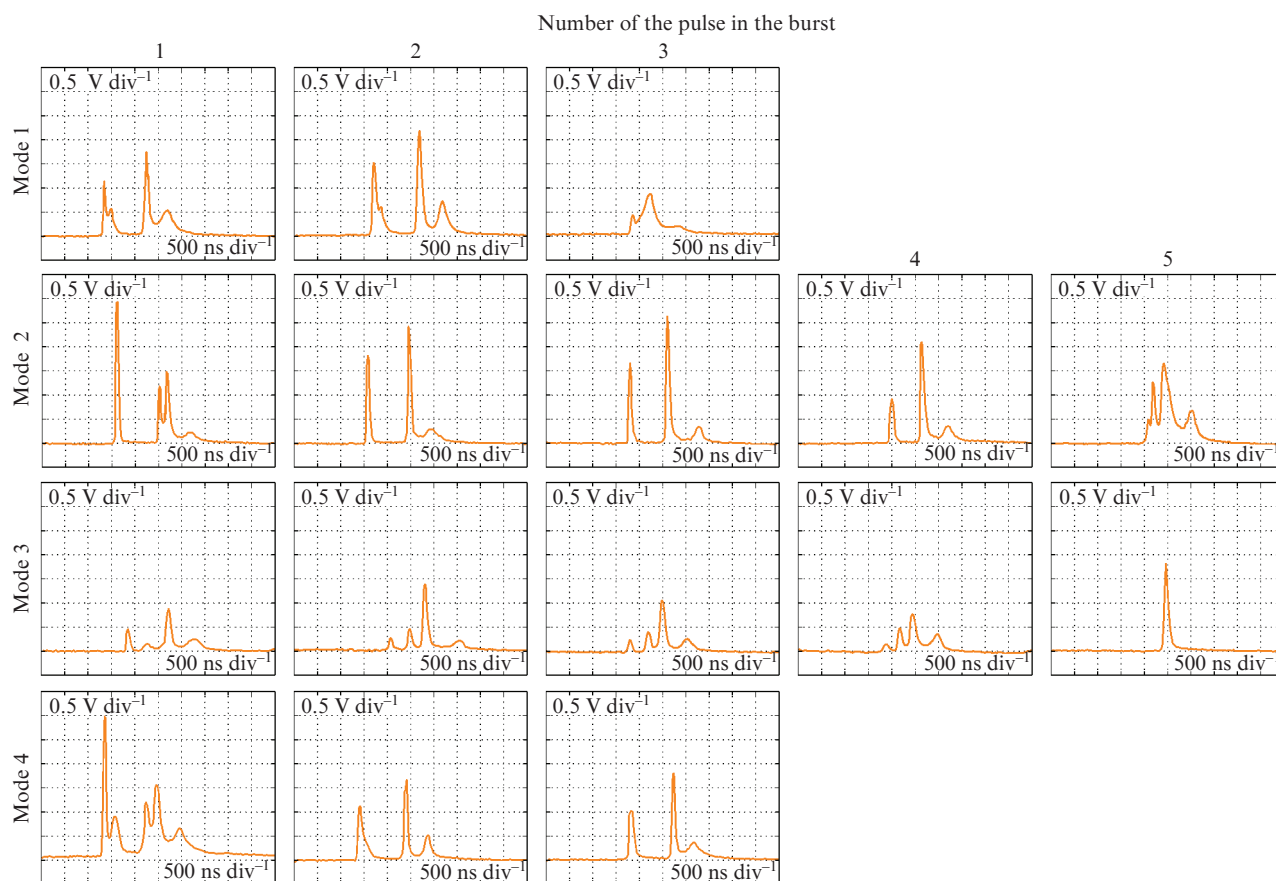 Number of the pulse in the burst
1 2 3
Mode 1
0.5 V div⁻¹ 0.5 V div⁻¹ 0.5 V div⁻¹
500 ns div⁻¹ 500 ns div⁻¹ 500 ns div⁻¹
4 5
Mode 2
0.5 V div⁻¹ 0.5 V div⁻¹ 0.5 V div⁻¹ 0.5 V div⁻¹ 0.5 V div⁻¹
500 ns div⁻¹ 500 ns div⁻¹ 500 ns div⁻¹ 500 ns div⁻¹ 500 ns div⁻¹
Mode 3
0.5 V div⁻¹ 0.5 V div⁻¹ 0.5 V div⁻¹ 0.5 V div⁻¹ 0.5 V div⁻¹
500 ns div⁻¹ 500 ns div⁻¹ 500 ns div⁻¹ 500 ns div⁻¹ 500 ns div⁻¹
Mode 4
0.5 V div⁻¹ 0.5 V div⁻¹ 0.5 V div⁻¹
500 ns div⁻¹ 500 ns div⁻¹ 500 ns div⁻¹